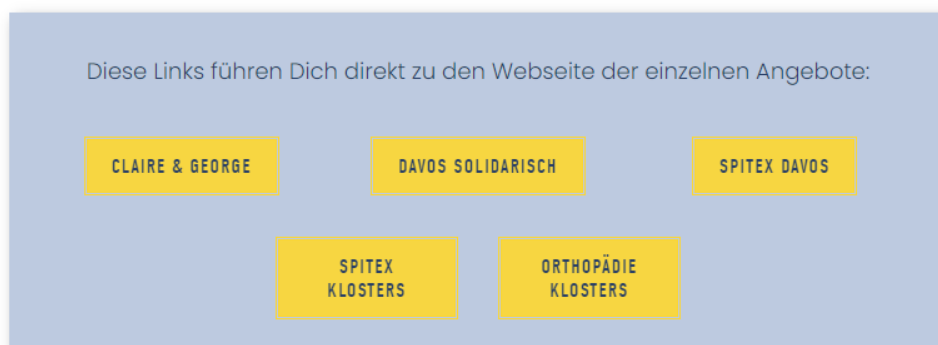 Diese Links führen Dich direkt zu den Webseite der einzelnen Angebote:
CLAIRE & GEORGE
DAVOS SOLIDARISCH
SPITEX DAVOS
SPITEX
KLOSTERS
ORTHOPÄDIE
KLOSTERS